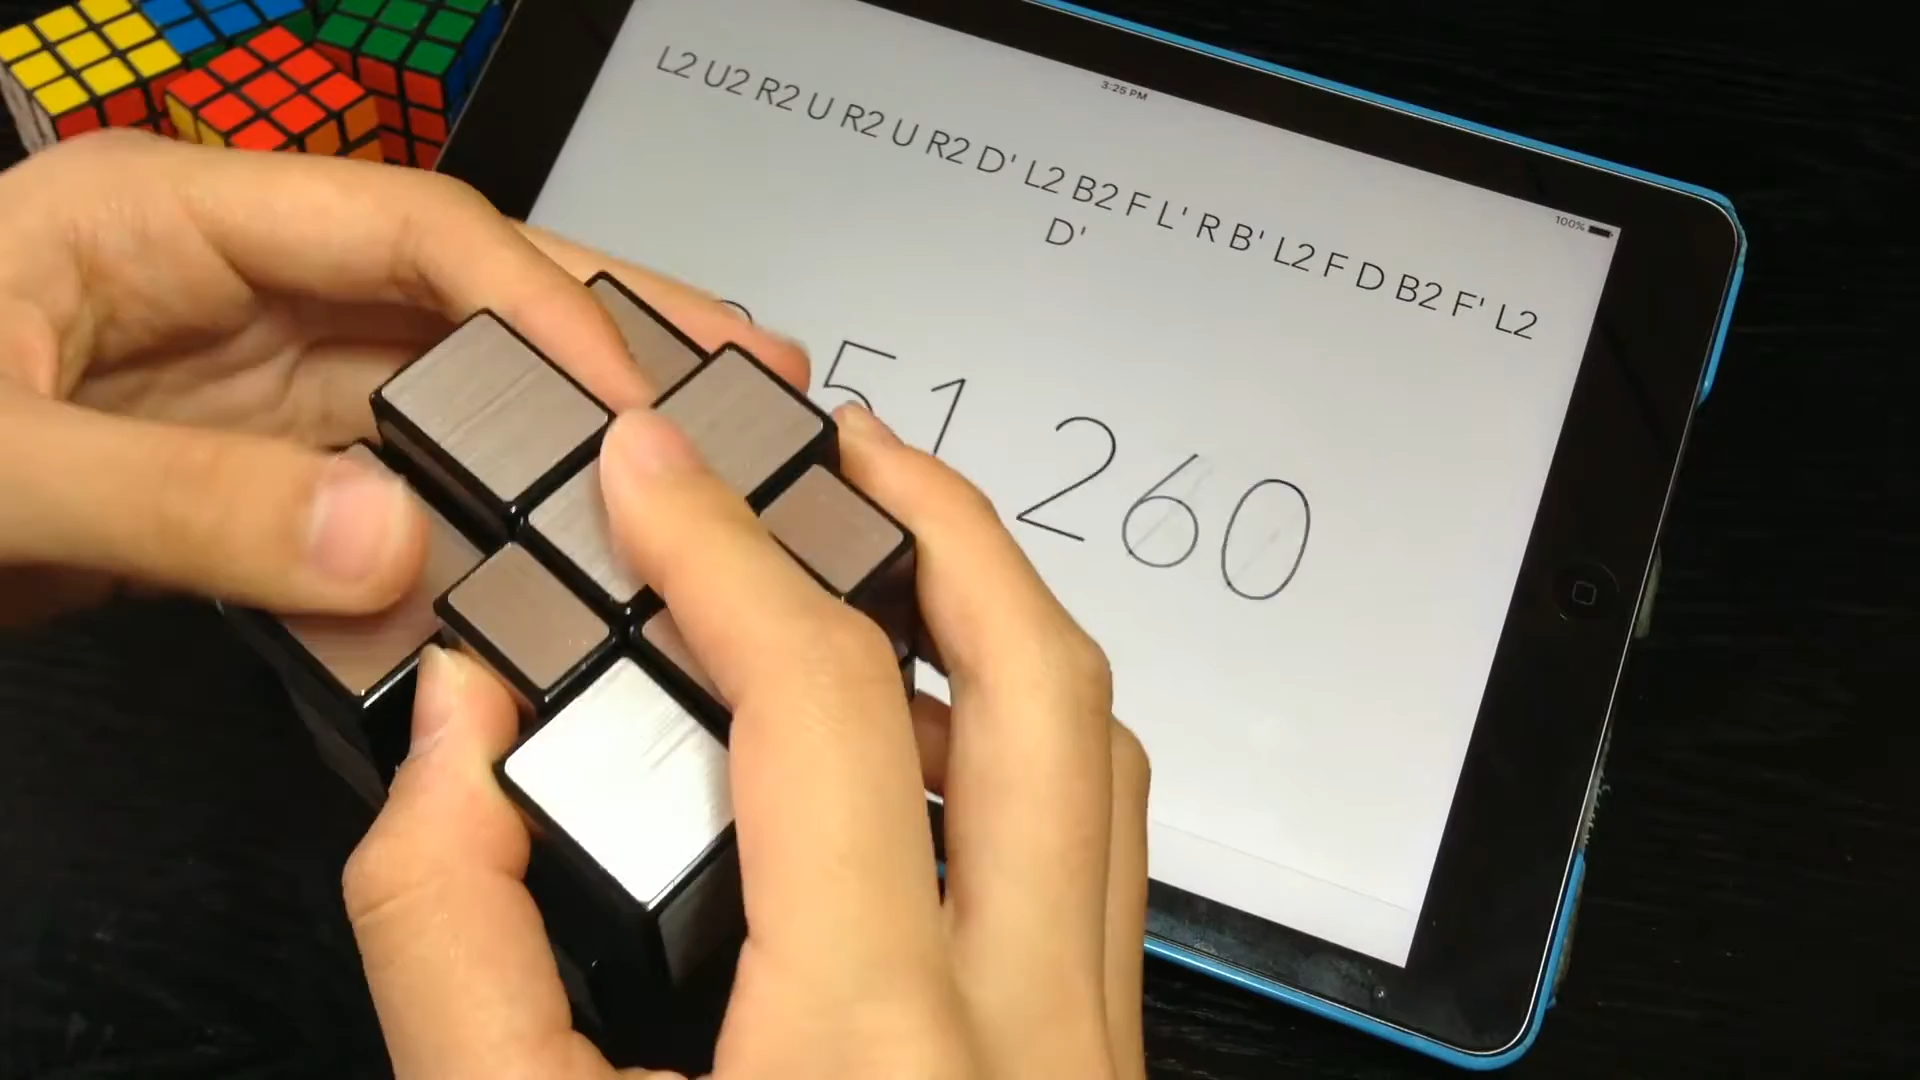 3:25 PM
100%
L2 U2 R2 U R2 U R2 D' L2 B2 F L' R B' L2 F D B2 F' L2
D'
51 260